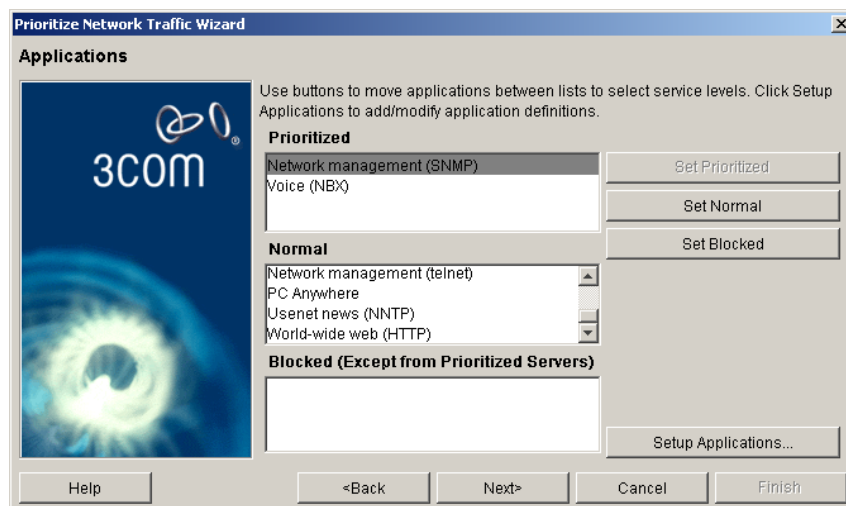 Prioritize Network Traffic Wizard
Applications
Use buttons to move applications between lists to select service levels. Click Setup
Applications to add/modify application definitions.
3COM
®
Prioritized
Network management (SNMP)
Voice (NBX)
Set Prioritized
Set Normal
Set Blocked
Normal
Network management (telnet)
PC Anywhere
Usenet news (NNTP)
World-wide web (HTTP)
Blocked (Except from Prioritized Servers)
Setup Applications...
Help
<Back
Next>
Cancel
Finish